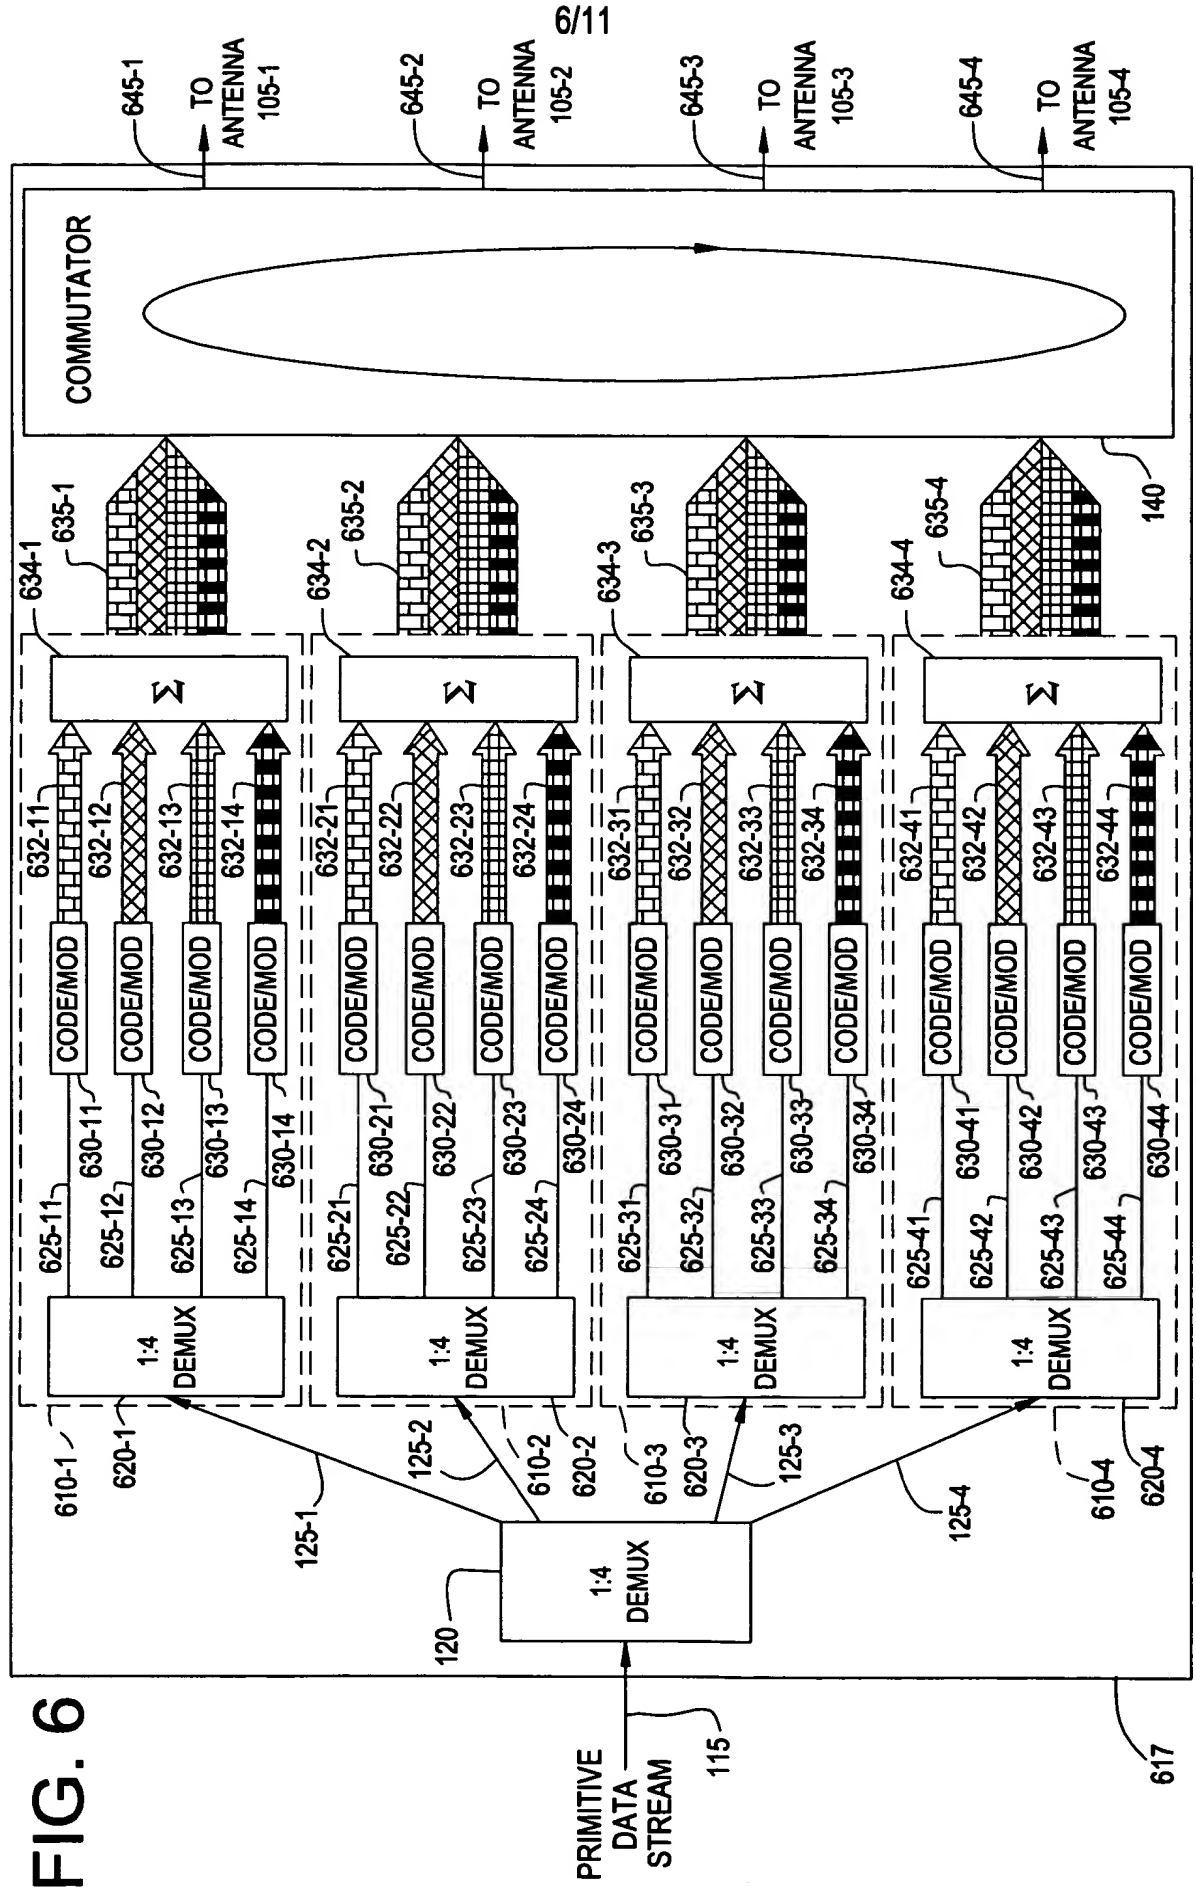 6/11
FIG. 6
PRIMITIVE
DATA
STREAM
115
617
120
1:4
DEMUX
125-1
125-2
125-3
125-4
610-1
620-1
1:4
DEMUX
625-11
625-12
625-13
625-14
630-11
630-12
630-13
630-14
CODE/MOD
CODE/MOD
CODE/MOD
CODE/MOD
632-11
632-12
632-13
632-14
634-1
Σ
635-1
610-2
620-2
1:4
DEMUX
625-21
625-22
625-23
625-24
630-21
630-22
630-23
630-24
CODE/MOD
CODE/MOD
CODE/MOD
CODE/MOD
632-21
632-22
632-23
632-24
634-2
Σ
635-2
610-3
620-3
1:4
DEMUX
625-31
625-32
625-33
625-34
630-31
630-32
630-33
630-34
CODE/MOD
CODE/MOD
CODE/MOD
CODE/MOD
632-31
632-32
632-33
632-34
634-3
Σ
635-3
610-4
620-4
1:4
DEMUX
625-41
625-42
625-43
625-44
630-41
630-42
630-43
630-44
CODE/MOD
CODE/MOD
CODE/MOD
CODE/MOD
632-41
632-42
632-43
632-44
634-4
Σ
635-4
COMMUTATOR
140
645-1
TO
ANTENNA
105-1
645-2
TO
ANTENNA
105-2
645-3
TO
ANTENNA
105-3
645-4
TO
ANTENNA
105-4